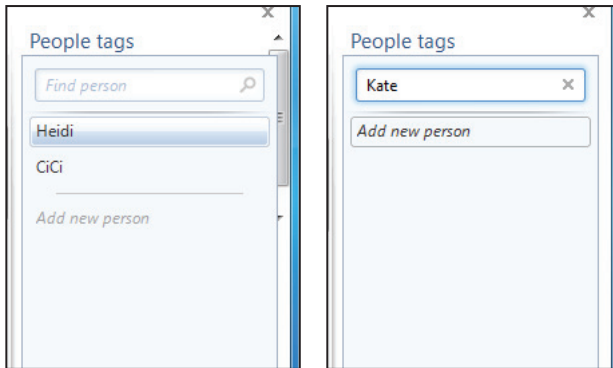 People tags
Find person
Heidi
CiCi
Add new person
People tags
Kate
Add new person